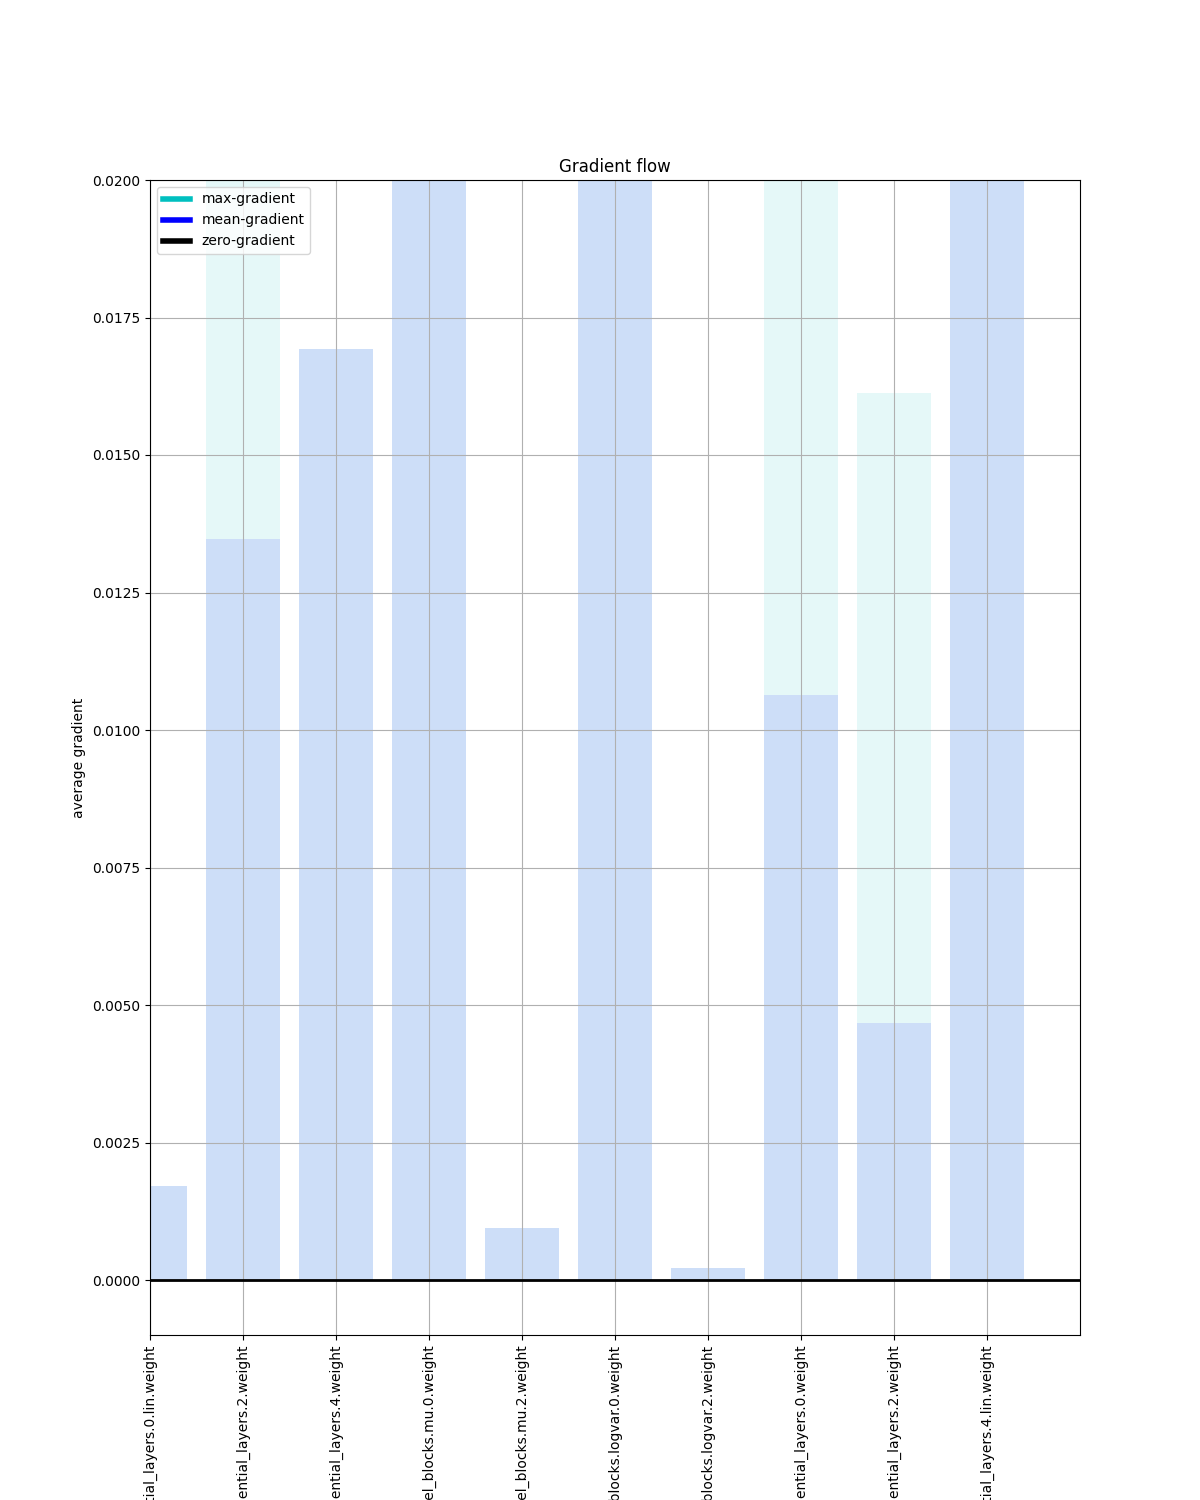 Gradient flow
max-gradient
mean-gradient
zero-gradient
0.0200
0.0175
0.0150
0.0125
0.0100
0.0075
0.0050
0.0025
0.0000
average gradient
tial_layers.0.lin.weight
ential_layers.2.weight
ential_layers.4.weight
el_blocks.mu.0.weight
el_blocks.mu.2.weight
blocks.logvar.0.weight
blocks.logvar.2.weight
ential_layers.0.weight
ential_layers.2.weight
tial_layers.4.lin.weight